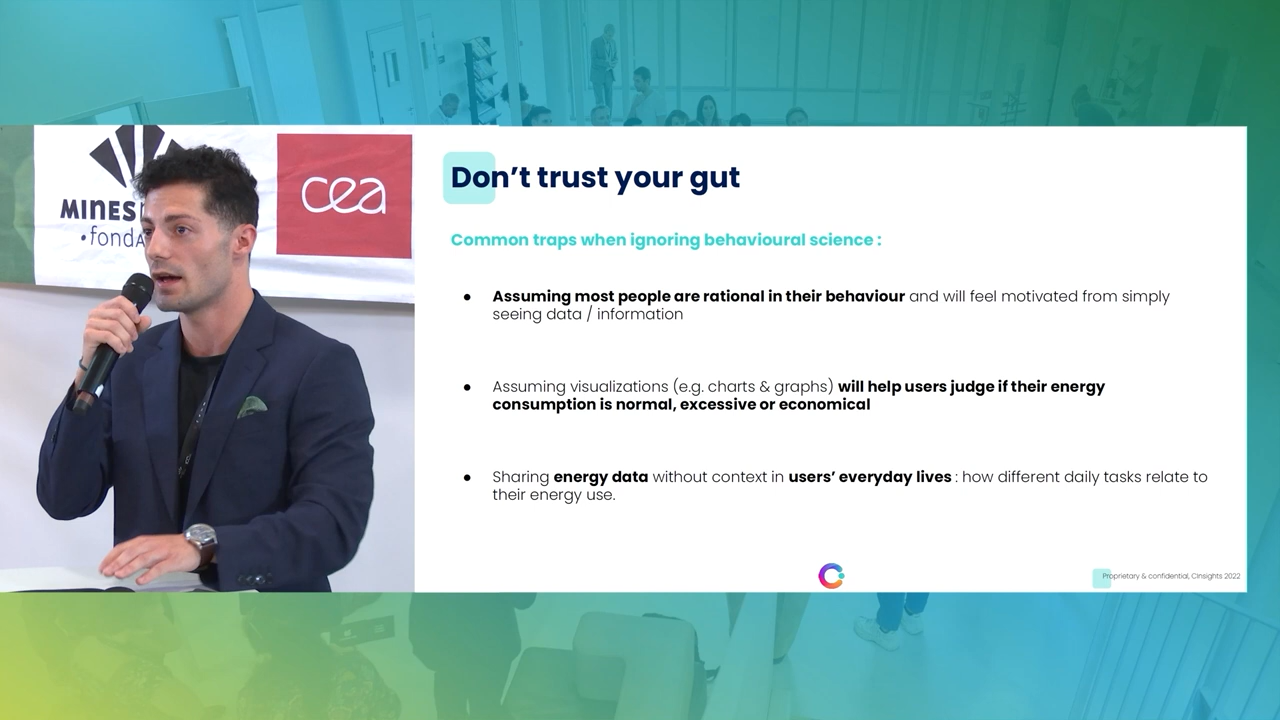 MINES
•fondA
cea
Don’t trust your gut
Common traps when ignoring behavioural science :
● Assuming most people are rational in their behaviour and will feel motivated from simply
seeing data / information
● Assuming visualizations (e.g. charts & graphs) will help users judge if their energy
consumption is normal, excessive or economical
● Sharing energy data without context in users’ everyday lives : how different daily tasks relate to
their energy use.
Proprietary & confidential, CInsights 2022